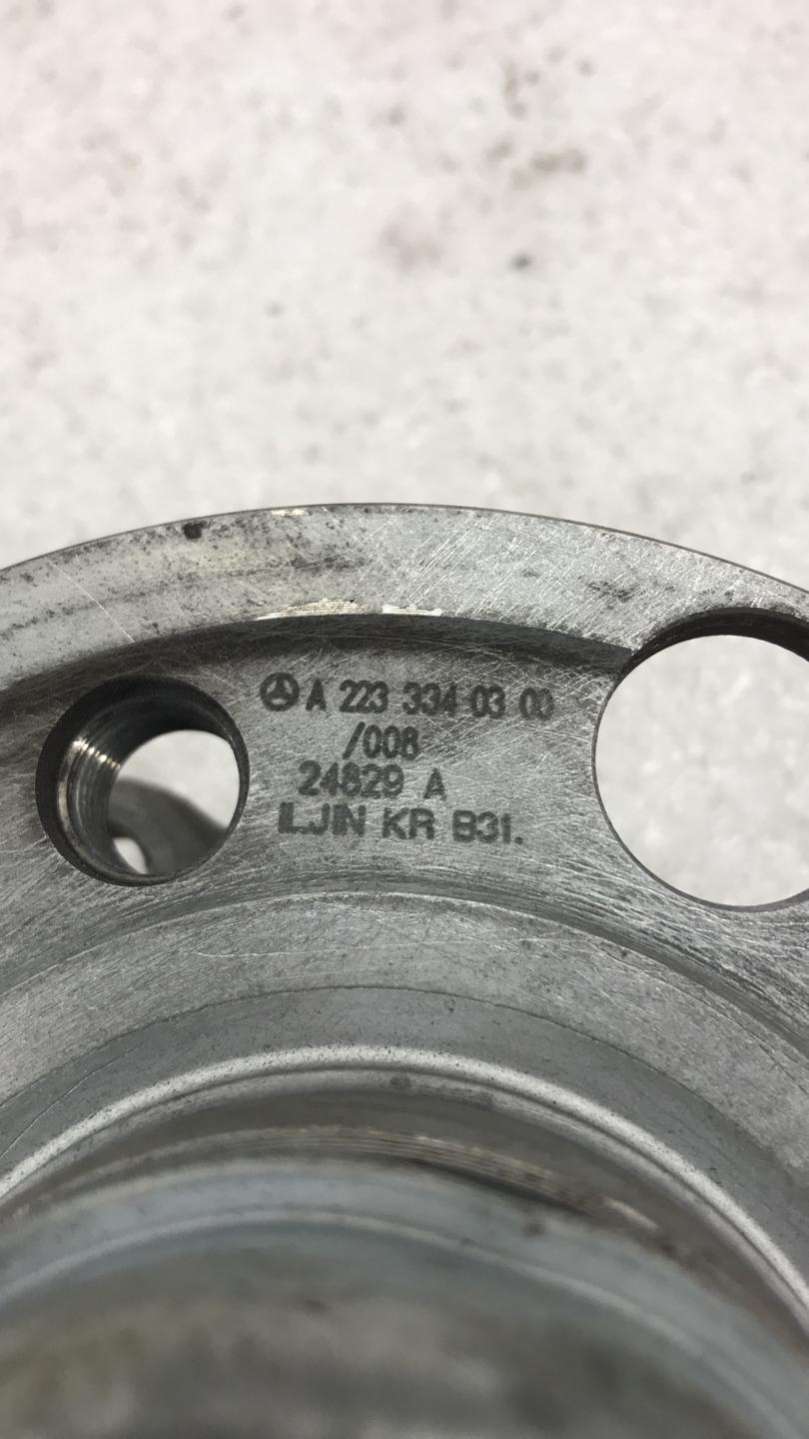 A 223 334 03 00
/008
24829 A
ILJIN KR B31.